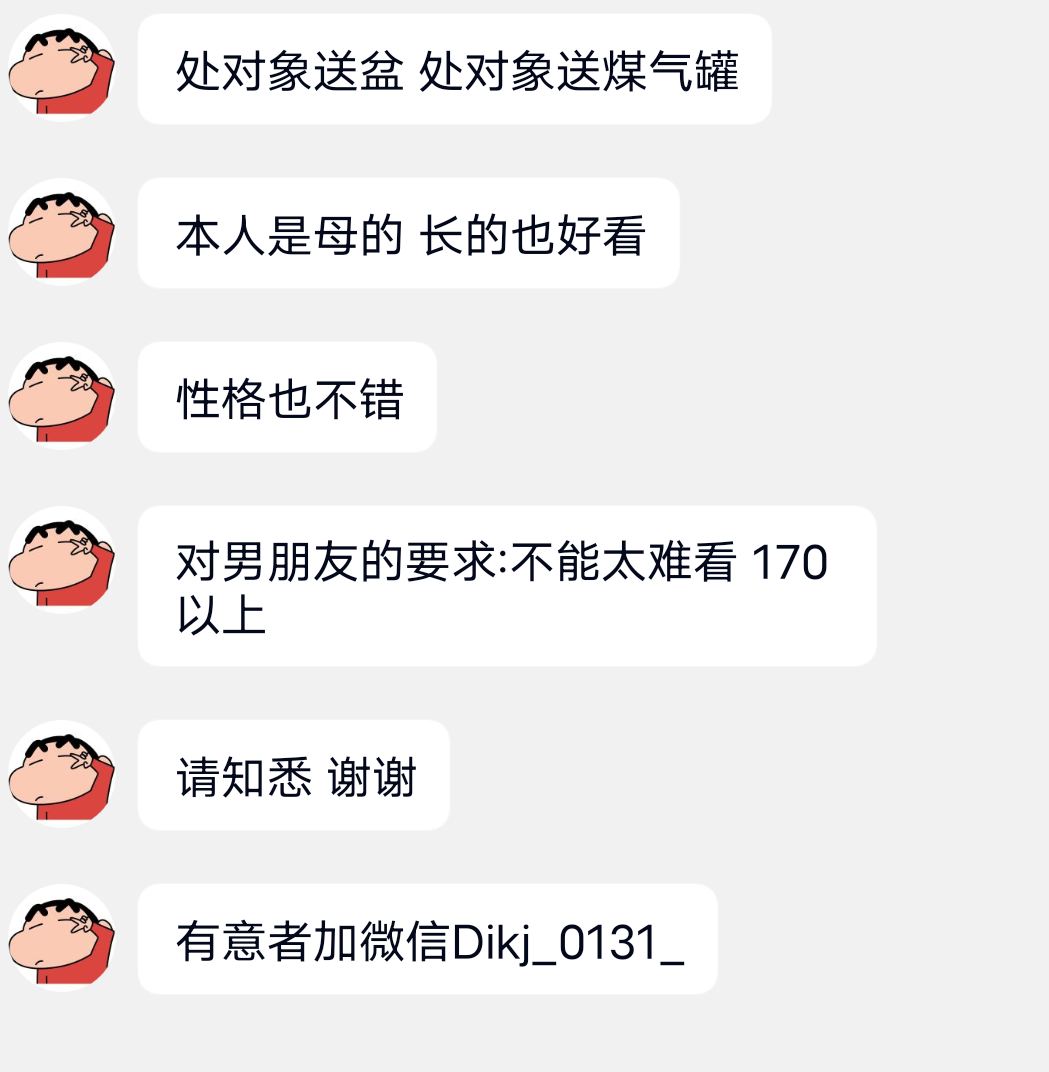 处对象送盆 处对象送煤气罐
本人是母的 长的也好看
性格也不错
对男朋友的要求:不能太难看 170
以上
请知悉 谢谢
有意者加微信Dikj_0131_